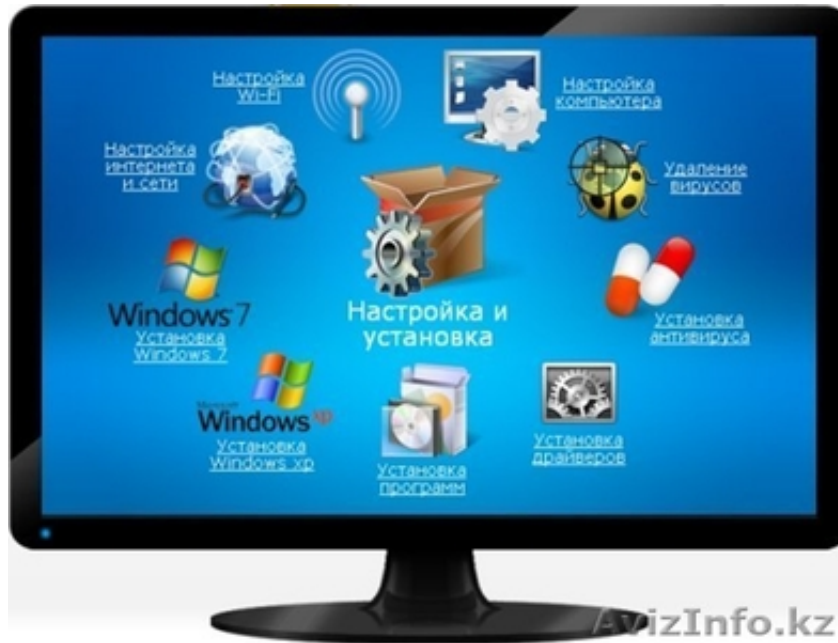 Настройка
Wi-Fi
Настройка
компьютера
Настройка
интернета
и сети
Удаление
вирусов
Windows 7
Установка
Windows 7
Настройка и
установка
Установка
антивируса
Microsoft
Windows xp
Установка
Windows xp
Установка
программ
Установка
драйверов
AvizInfo.kz